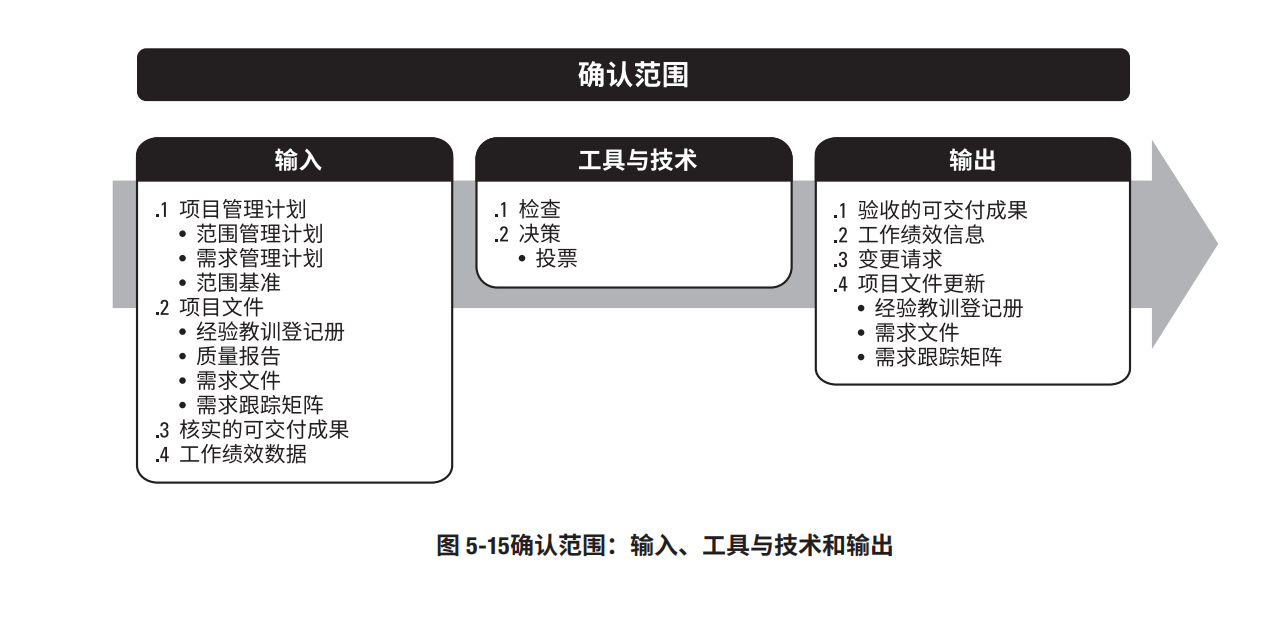 确认范围
输入
.1 项目管理计划
• 范围管理计划
• 需求管理计划
• 范围基准
.2 项目文件
• 经验教训登记册
• 质量报告
• 需求文件
• 需求跟踪矩阵
.3 核实的可交付成果
.4 工作绩效数据
工具与技术
.1 检查
.2 决策
• 投票
输出
.1 验收的可交付成果
.2 工作绩效信息
.3 变更请求
.4 项目文件更新
• 经验教训登记册
• 需求文件
• 需求跟踪矩阵
图 5-15确认范围：输入、工具与技术和输出